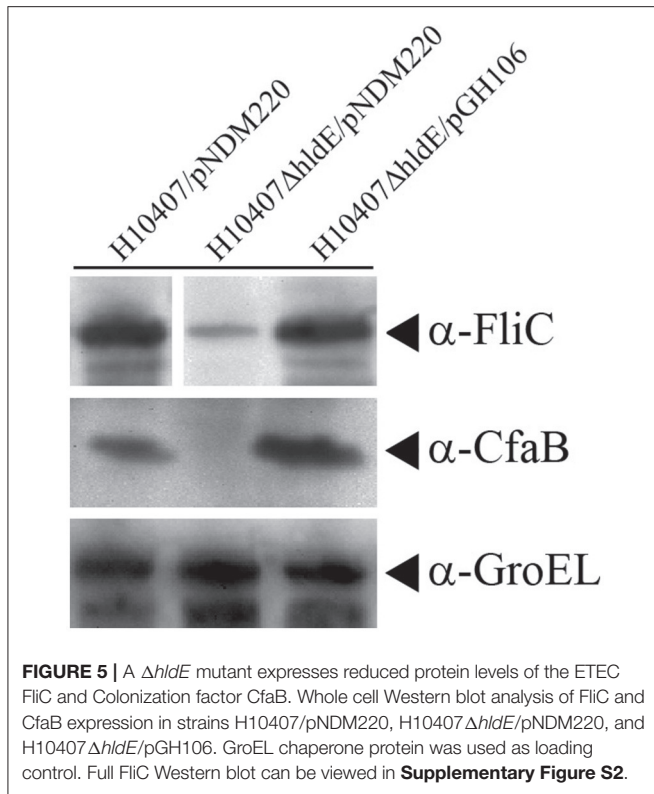 H10407/pNDM220
H10407ΔhldE/pNDM220
H10407ΔhldE/pGH106
α-FliC
α-CfaB
α-GroEL
FIGURE 5 | A ΔhldE mutant expresses reduced protein levels of the ETEC
FliC and Colonization factor CfaB. Whole cell Western blot analysis of FliC and
CfaB expression in strains H10407/pNDM220, H10407ΔhldE/pNDM220, and
H10407ΔhldE/pGH106. GroEL chaperone protein was used as loading
control. Full FliC Western blot can be viewed in Supplementary Figure S2.